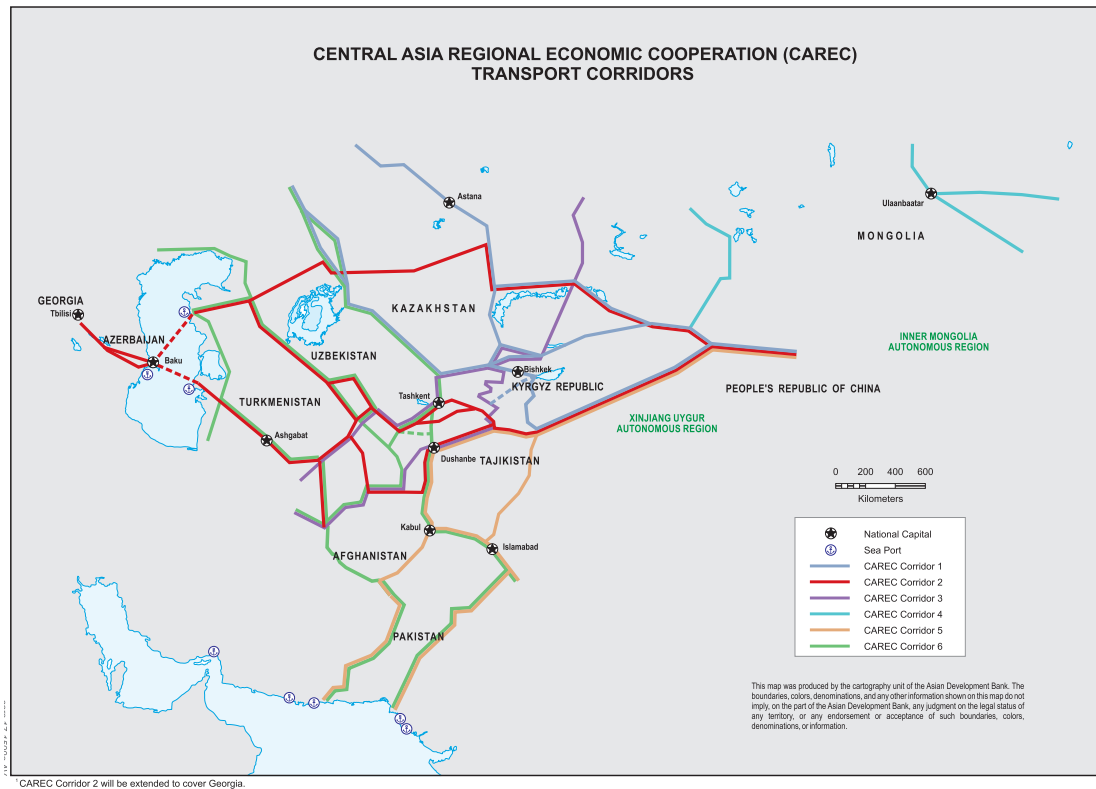 CENTRAL ASIA REGIONAL ECONOMIC COOPERATION (CAREC)
TRANSPORT CORRIDORS
Astana
Ulaanbaatar
MONGOLIA
GEORGIA
Tbilisi
KAZAKHSTAN
AZERBAIJAN
INNER MONGOLIA
AUTONOMOUS REGION
UZBEKISTAN
Baku
Bishkek
KYRGYZ REPUBLIC
PEOPLE'S REPUBLIC OF CHINA
Tashkent
TURKMENISTAN
XINJIANG UYGUR
AUTONOMOUS REGION
Ashgabat
Dushanbe
TAJIKISTAN
0 200 400 600
Kilometers
Kabul
Islamabad
AFGHANISTAN
PAKISTAN
National Capital
Sea Port
CAREC Corridor 1
CAREC Corridor 2
CAREC Corridor 3
CAREC Corridor 4
CAREC Corridor 5
CAREC Corridor 6
This map was produced by the cartography unit of the Asian Development Bank. The
boundaries, colors, denominations, and any other information shown on this map do not
imply, on the part of the Asian Development Bank, any judgment on the legal status of
any territory, or any endorsement or acceptance of such boundaries, colors,
denominations, or information.
1 CAREC Corridor 2 will be extended to cover Georgia.